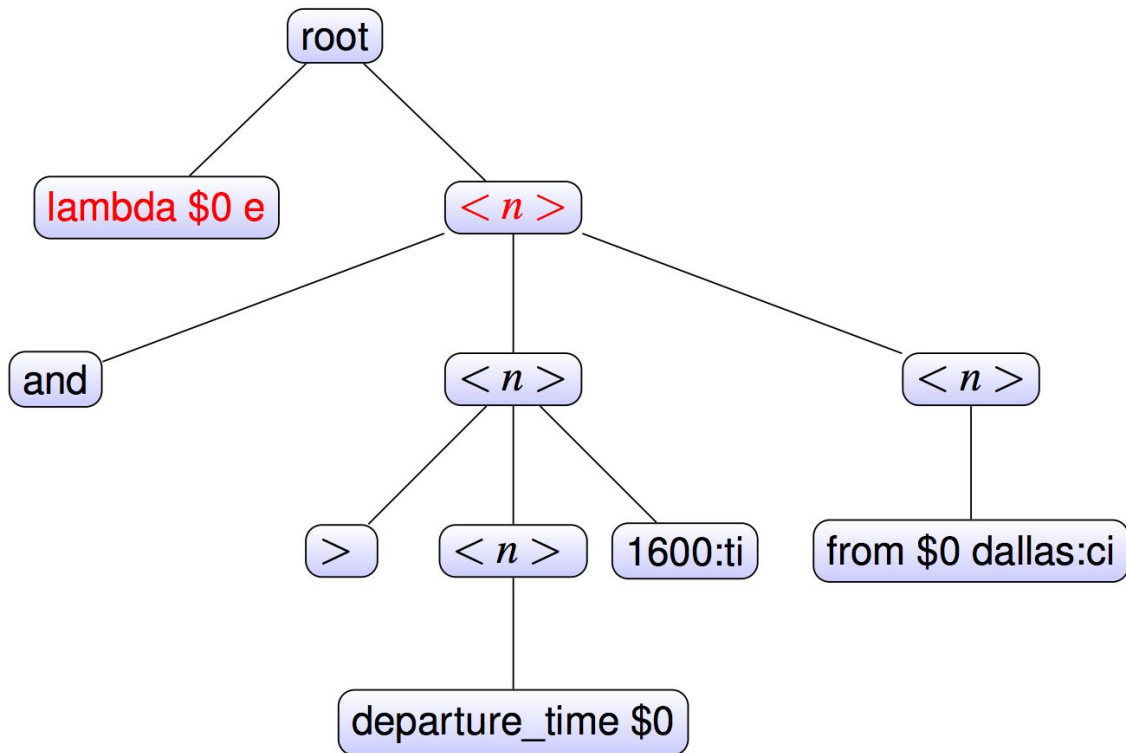 root
lambda $0 e
< n >
and
< n >
< n >
>
< n >
1600:ti
from $0 dallas:ci
departure_time $0